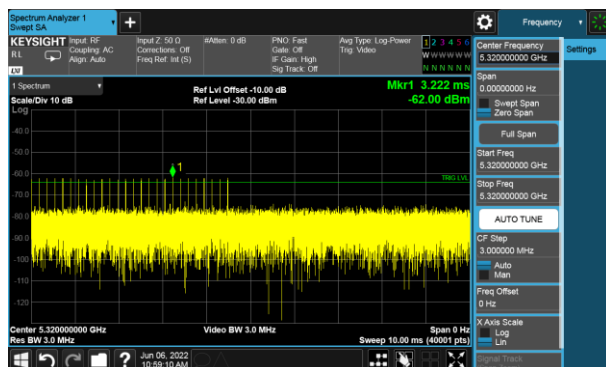 Spectrum Analyzer 1
Swept SA
Frequency
KEYSIGHT
R L
LXI
Input: RF
Coupling: AC
Align: Auto
Input Z: 50 Ω
Corrections: Off
Freq Ref: Int (S)
#Atten: 0 dB
PNO: Fast
Gate: Off
IF Gain: High
Sig Track: Off
Avg Type: Log-Power
Trig: Video
1 2 3 4 5 6
W W W W W W
N N N N N N
Center Frequency
5.320000000 GHz
Settings
Span
0.00000000 Hz
Swept Span
Zero Span
Full Span
Start Freq
5.320000000 GHz
Stop Freq
5.320000000 GHz
AUTO TUNE
CF Step
3.000000 MHz
Auto
Man
Freq Offset
0 Hz
X Axis Scale
Log
Lin
Signal Track
1 Spectrum
Scale/Div 10 dB
Ref Lvl Offset -10.00 dB
Ref Level -30.00 dBm
Mkr1 3.222 ms
-62.00 dBm
Log
-40.0
-50.0
-60.0
-70.0
-80.0
-90.0
-100
-110
-120
1
TRIG LVL
Center 5.320000000 GHz
Res BW 3.0 MHz
Video BW 3.0 MHz
Span 0 Hz
Sweep 10.00 ms (40001 pts)
?
Jun 06, 2022
10:59:10 AM